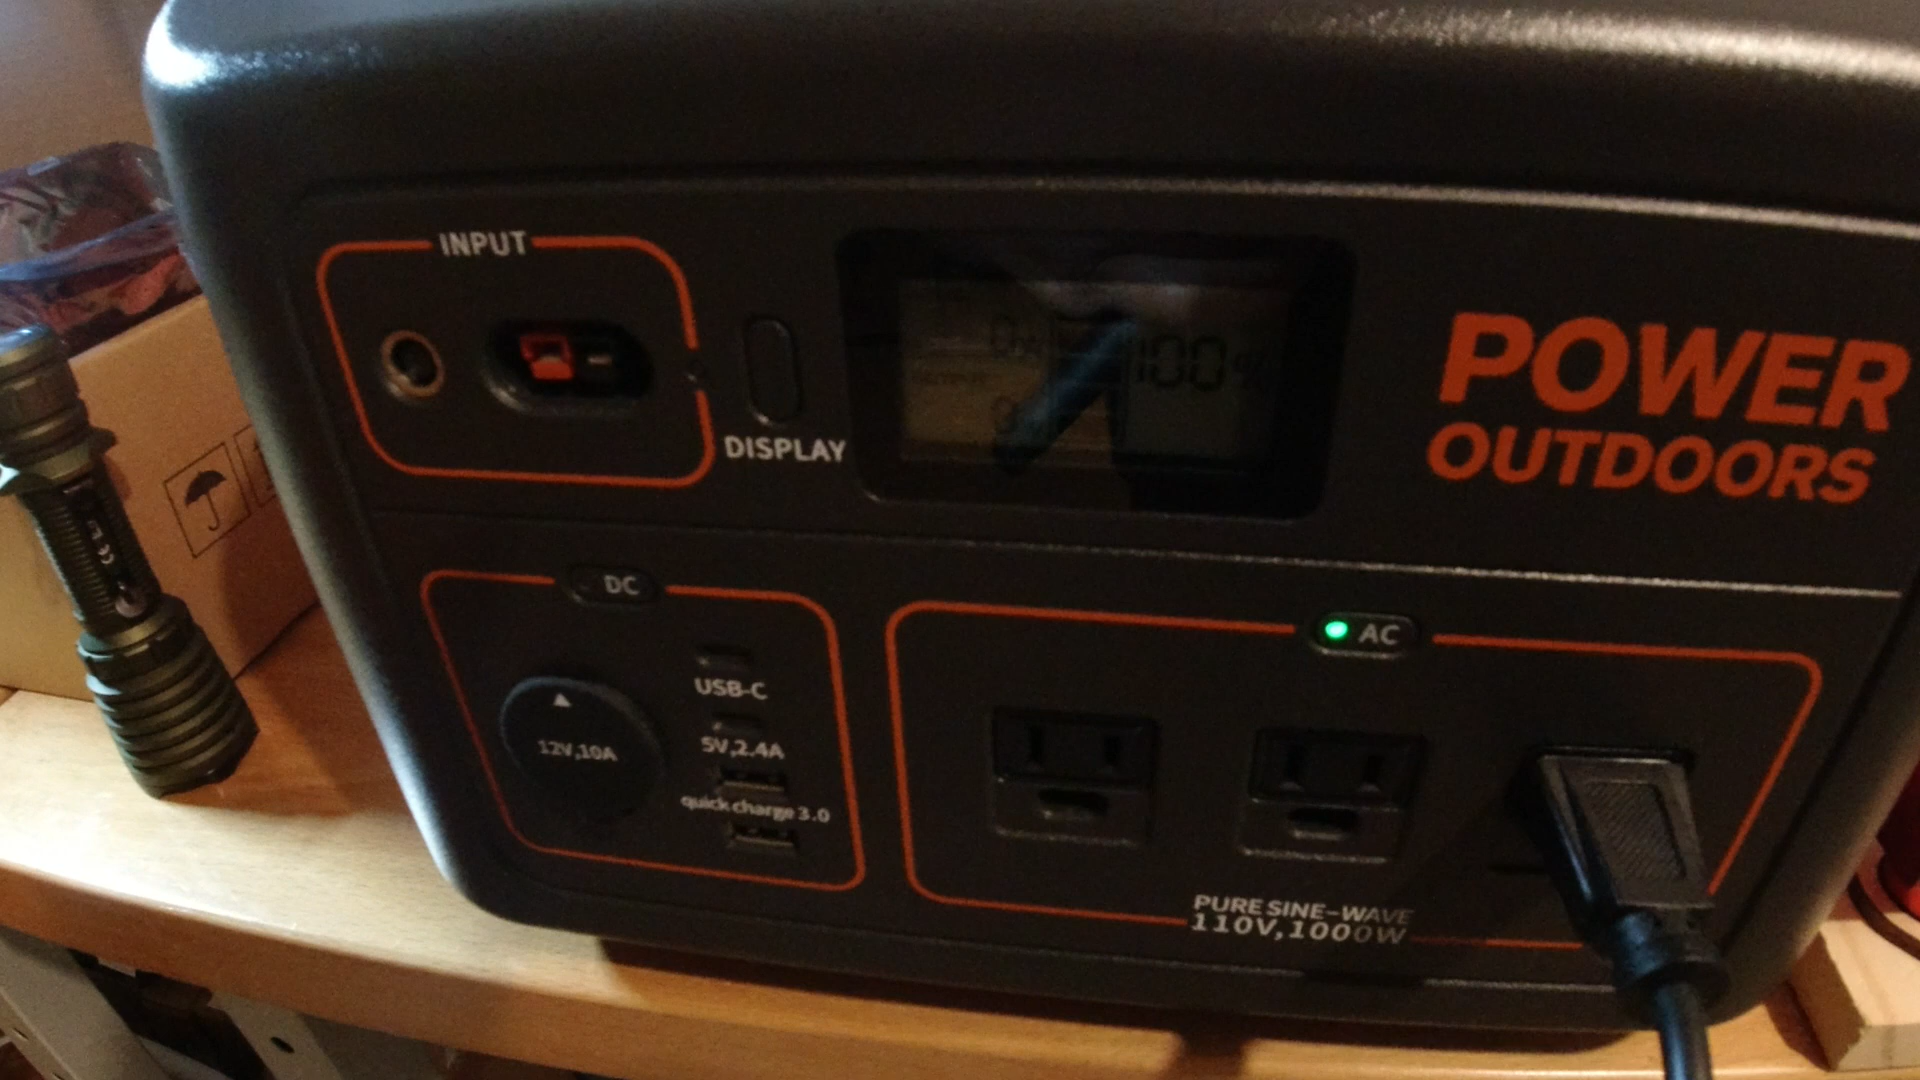 INPUT
DISPLAY
100%
POWER
OUTDOORS
DC
12V,10A
USB-C
5V,2.4A
quick charge 3.0
AC
PURE SINE-WAVE
110V,1000W